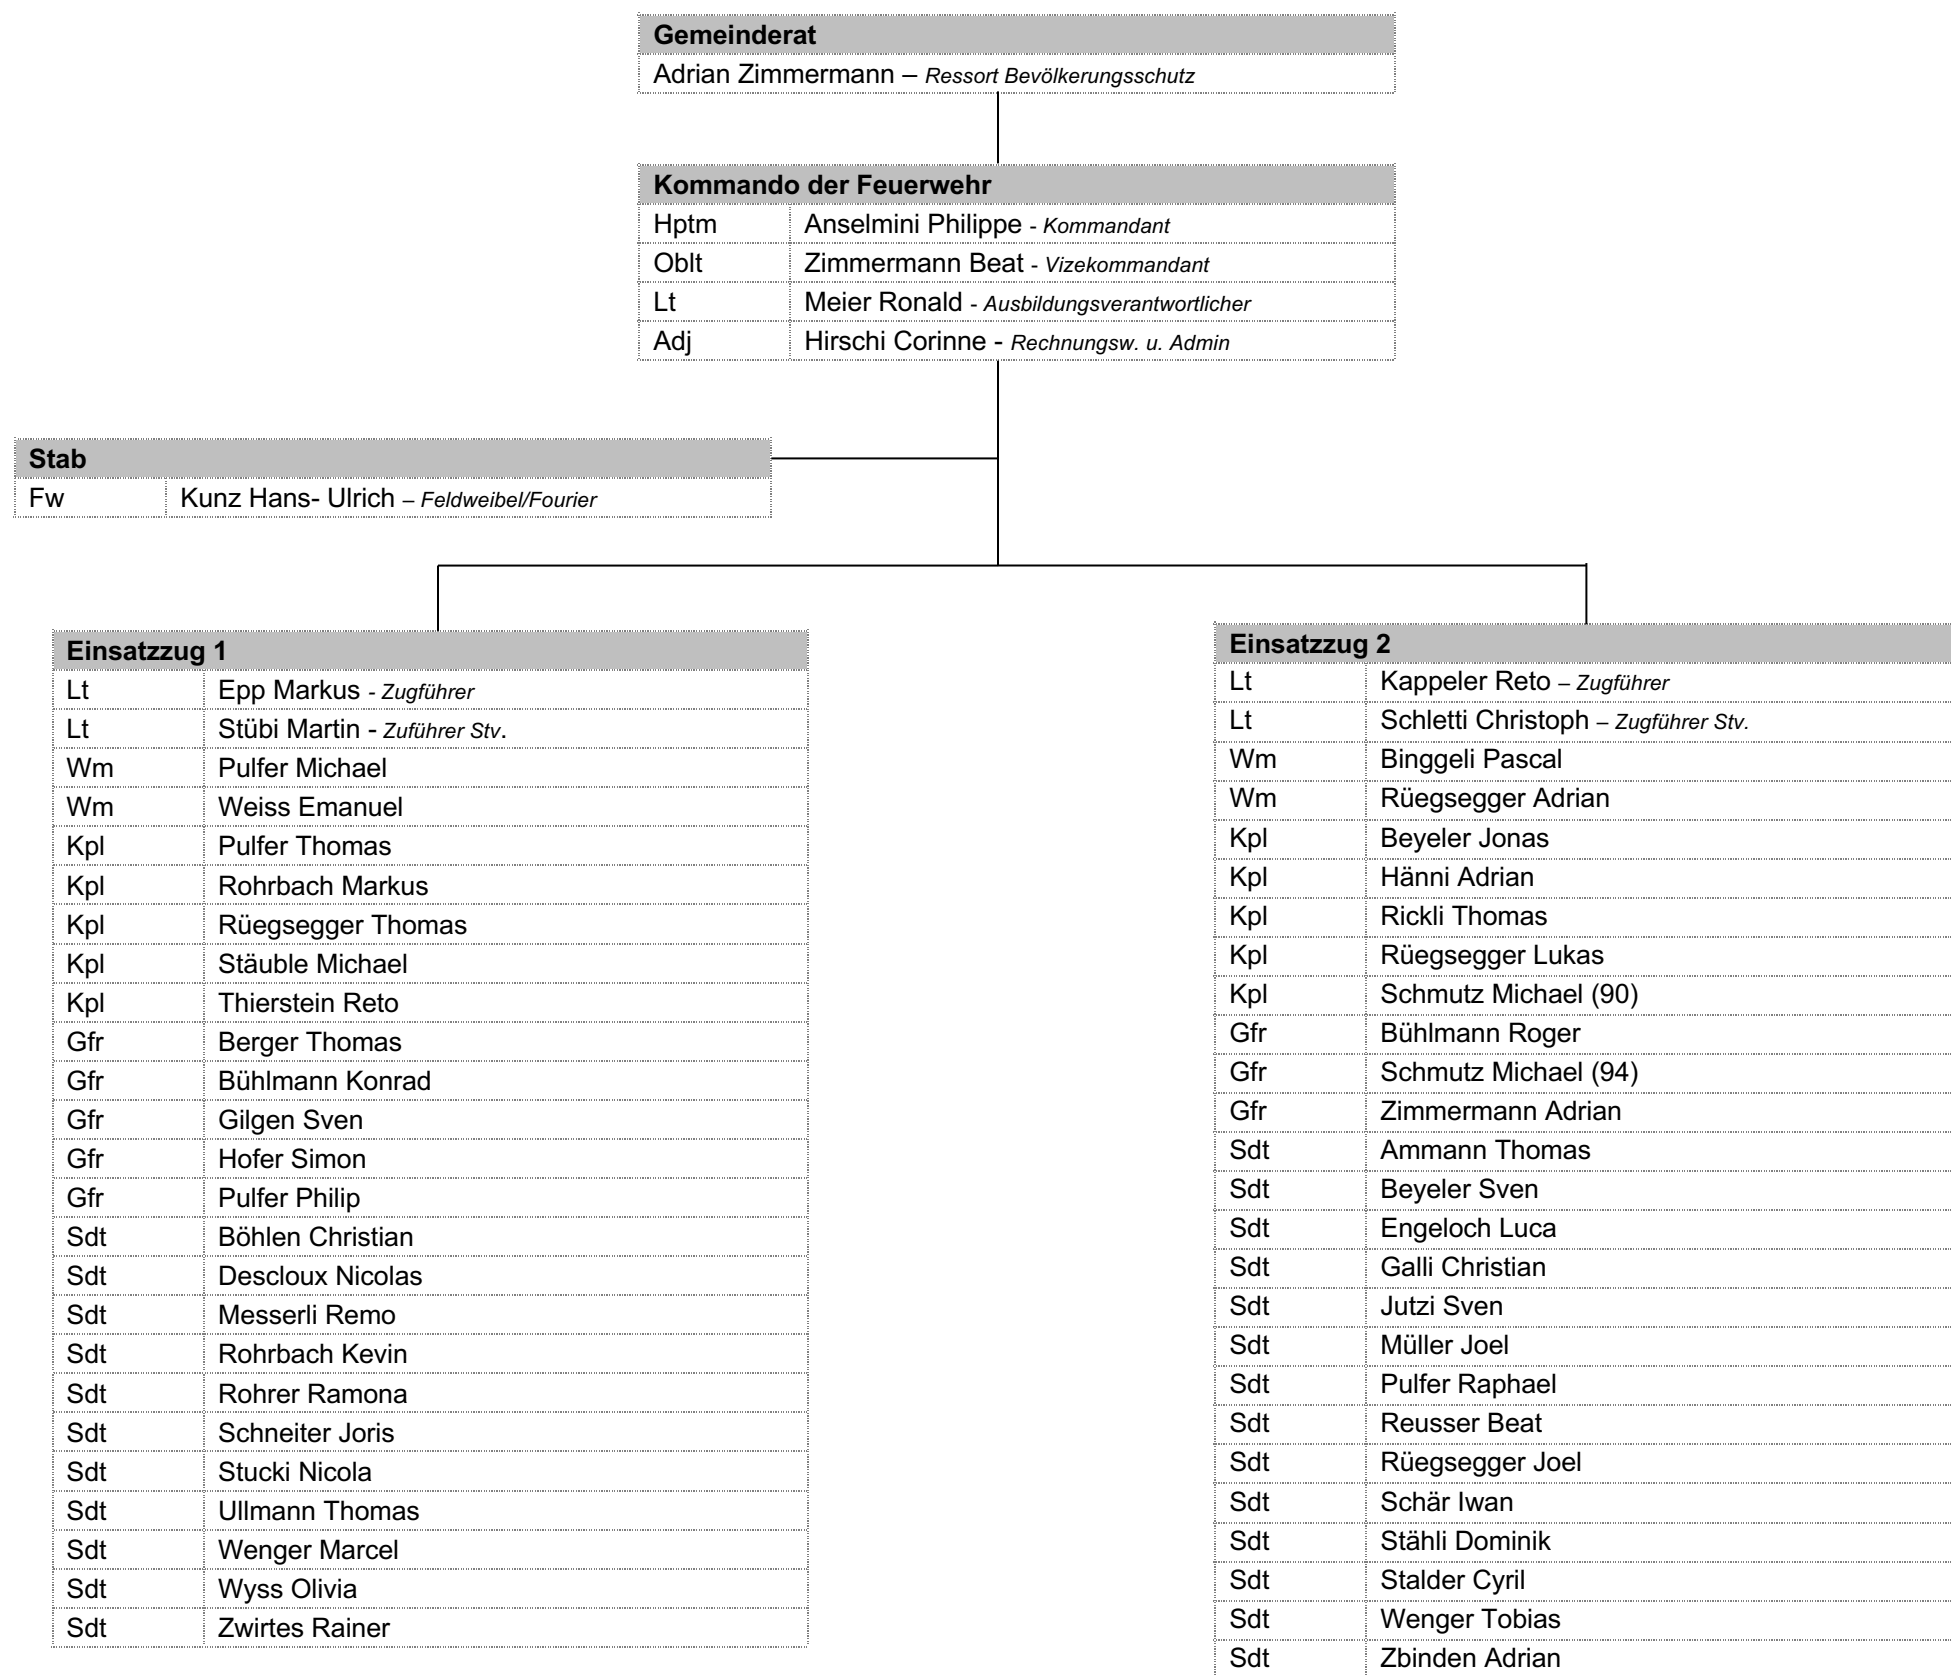 Gemeinderat
Adrian Zimmermann – Ressort Bevölkerungsschutz
Kommando der Feuerwehr
Hptm Anselmini Philippe - Kommandant
Oblt Zimmermann Beat - Vizekommandant
Lt Meier Ronald - Ausbildungsverantwortlicher
Adj Hirschi Corinne - Rechnungsw. u. Admin
Stab
Fw Kunz Hans- Ulrich – Feldweibel/Fourier
Einsatzzug 1
Lt Epp Markus - Zugführer
Lt Stübi Martin - Zuführer Stv.
Wm Pulfer Michael
Wm Weiss Emanuel
Kpl Pulfer Thomas
Kpl Rohrbach Markus
Kpl Rüegsegger Thomas
Kpl Stäuble Michael
Kpl Thierstein Reto
Gfr Berger Thomas
Gfr Bühlmann Konrad
Gfr Gilgen Sven
Gfr Hofer Simon
Gfr Pulfer Philip
Sdt Böhlen Christian
Sdt Descloux Nicolas
Sdt Messerli Remo
Sdt Rohrbach Kevin
Sdt Rohrer Ramona
Sdt Schneiter Joris
Sdt Stucki Nicola
Sdt Ullmann Thomas
Sdt Wenger Marcel
Sdt Wyss Olivia
Sdt Zwirtes Rainer
Einsatzzug 2
Lt Kappeler Reto – Zugführer
Lt Schletti Christoph – Zugführer Stv.
Wm Binggeli Pascal
Wm Rüegsegger Adrian
Kpl Beyeler Jonas
Kpl Hänni Adrian
Kpl Rickli Thomas
Kpl Rüegsegger Lukas
Kpl Schmutz Michael (90)
Gfr Bühlmann Roger
Gfr Schmutz Michael (94)
Gfr Zimmermann Adrian
Sdt Ammann Thomas
Sdt Beyeler Sven
Sdt Engeloch Luca
Sdt Galli Christian
Sdt Jutzi Sven
Sdt Müller Joel
Sdt Pulfer Raphael
Sdt Reusser Beat
Sdt Rüegsegger Joel
Sdt Schär Iwan
Sdt Stähli Dominik
Sdt Stalder Cyril
Sdt Wenger Tobias
Sdt Zbinden Adrian